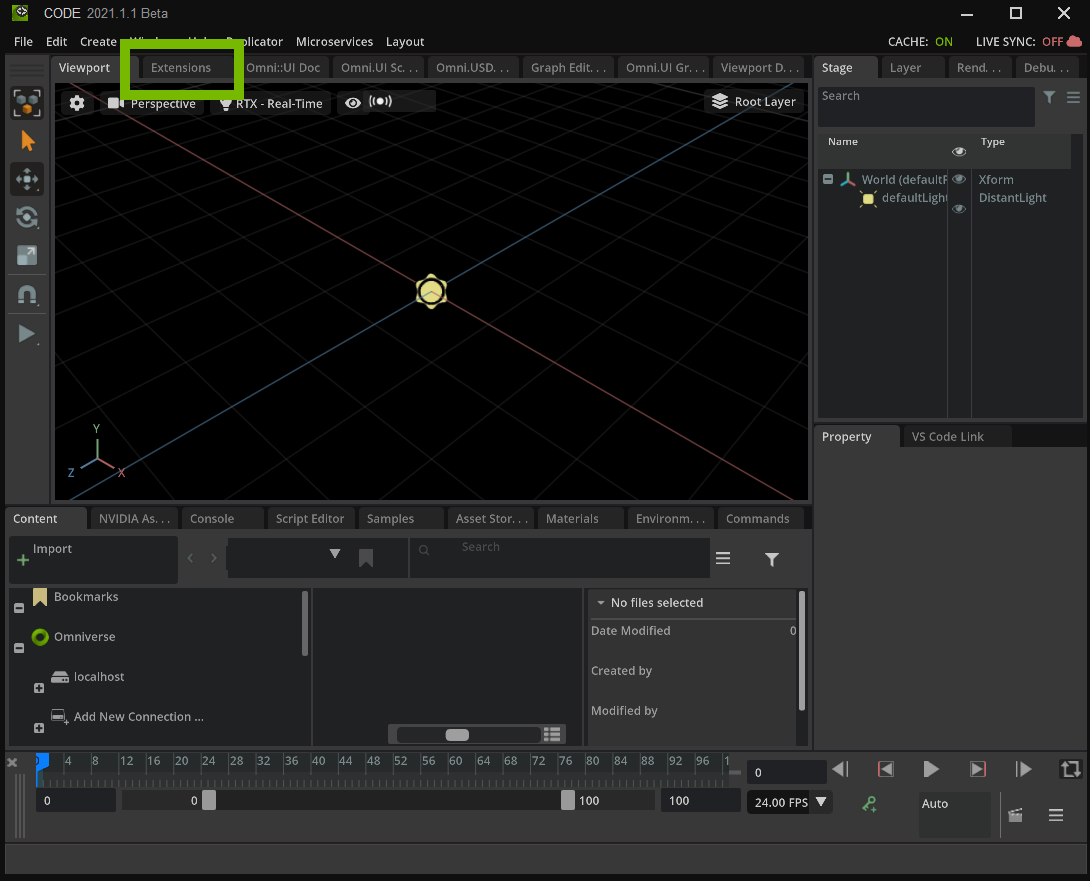 CODE 2021.1.1 Beta
File Edit Create Window Help Replicator Microservices Layout
CACHE: ON LIVE SYNC: OFF
Viewport Extensions Omni::UI Doc Omni.UI Sc... Omni.USD... Graph Edit... Omni.UI Gr... Viewport D...
Perspective RTX - Real-Time Root Layer
Y
Z X
Stage Layer Rend... Debu...
Search
Name Type
World (defaultP Xform
defaultLight DistantLight
Property VS Code Link
Content NVIDIA As... Console Script Editor Samples Asset Stor... Materials Environm... Commands
Import Search
Bookmarks
Omniverse
localhost
Add New Connection ...
No files selected
Date Modified 0
Created by
Modified by
0 4 8 12 16 20 24 28 32 36 40 44 48 52 56 60 64 68 72 76 80 84 88 92 96 1
0
0 0 100 100
24.00 FPS Auto